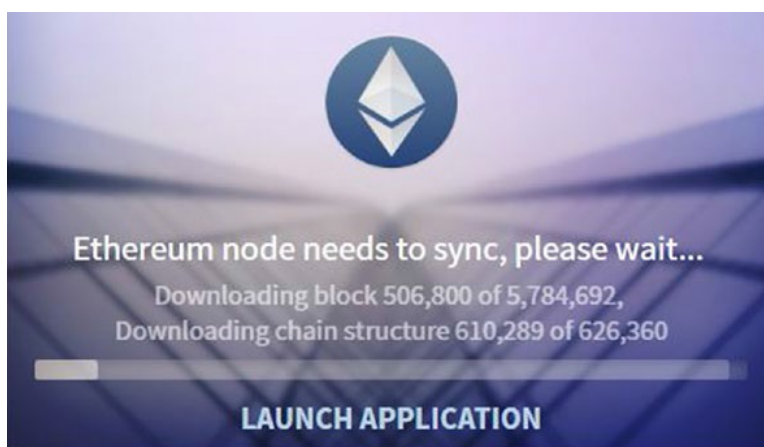 Ethereum node needs to sync, please wait...
Downloading block 506,800 of 5,784,692,
Downloading chain structure 610,289 of 626,360
LAUNCH APPLICATION